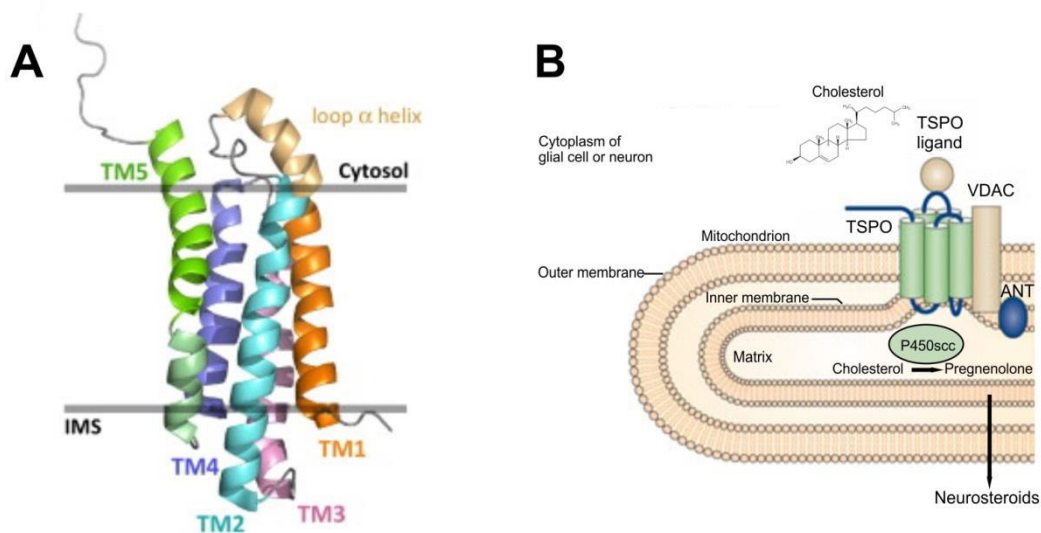 A
loop α helix
TM5
Cytosol
IMS
TM4
TM1
TM2
TM3
B
Cholesterol
Cytoplasm of
glial cell or neuron
TSPO
ligand
VDAC
TSPO
Mitochondrion
Outer membrane
Inner membrane
ANT
P450scc
Matrix
Cholesterol
Pregnenolone
Neurosteroids